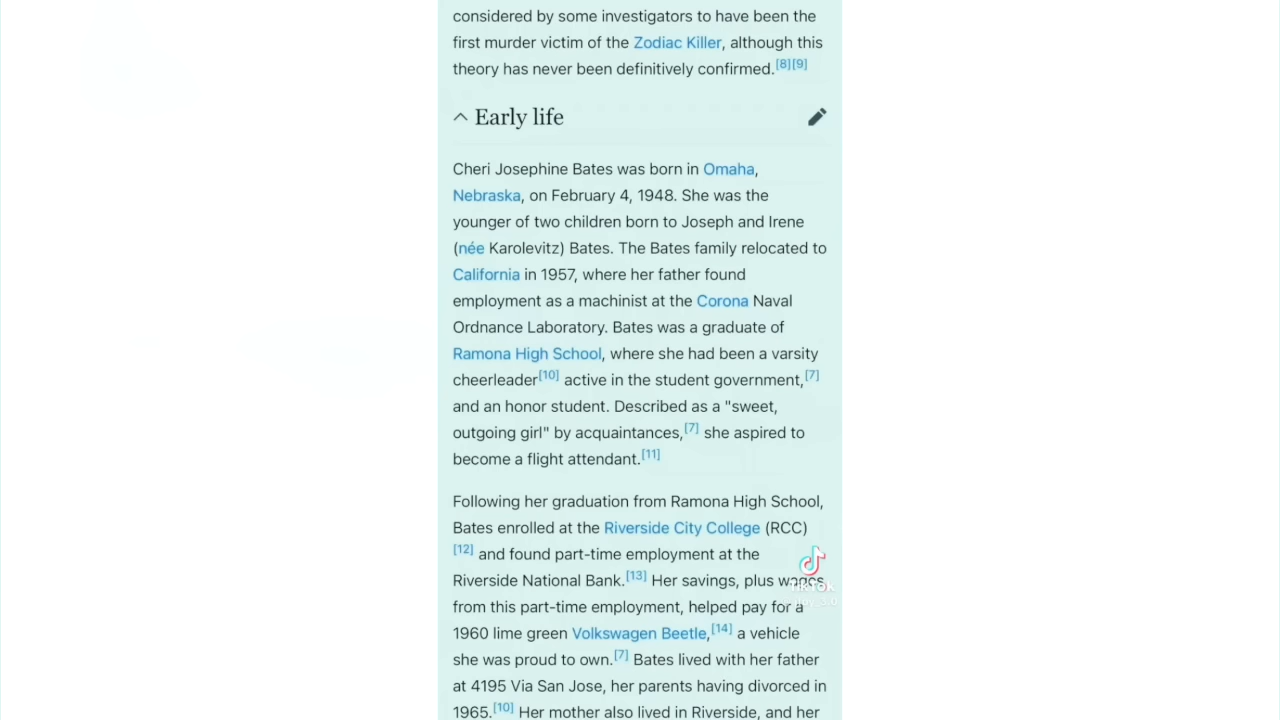 considered by some investigators to have been the
first murder victim of the Zodiac Killer, although this
theory has never been definitively confirmed.[8][9]
Early life
Cheri Josephine Bates was born in Omaha,
Nebraska, on February 4, 1948. She was the
younger of two children born to Joseph and Irene
(née Karolevitz) Bates. The Bates family relocated to
California in 1957, where her father found
employment as a machinist at the Corona Naval
Ordnance Laboratory. Bates was a graduate of
Ramona High School, where she had been a varsity
cheerleader[10] active in the student government,[7]
and an honor student. Described as a "sweet,
outgoing girl" by acquaintances,[7] she aspired to
become a flight attendant.[11]
Following her graduation from Ramona High School,
Bates enrolled at the Riverside City College (RCC)
[12] and found part-time employment at the
Riverside National Bank.[13] Her savings, plus wages
from this part-time employment, helped pay for a
1960 lime green Volkswagen Beetle,[14] a vehicle
she was proud to own.[7] Bates lived with her father
at 4195 Via San Jose, her parents having divorced in
1965.[10] Her mother also lived in Riverside, and her
TikTok